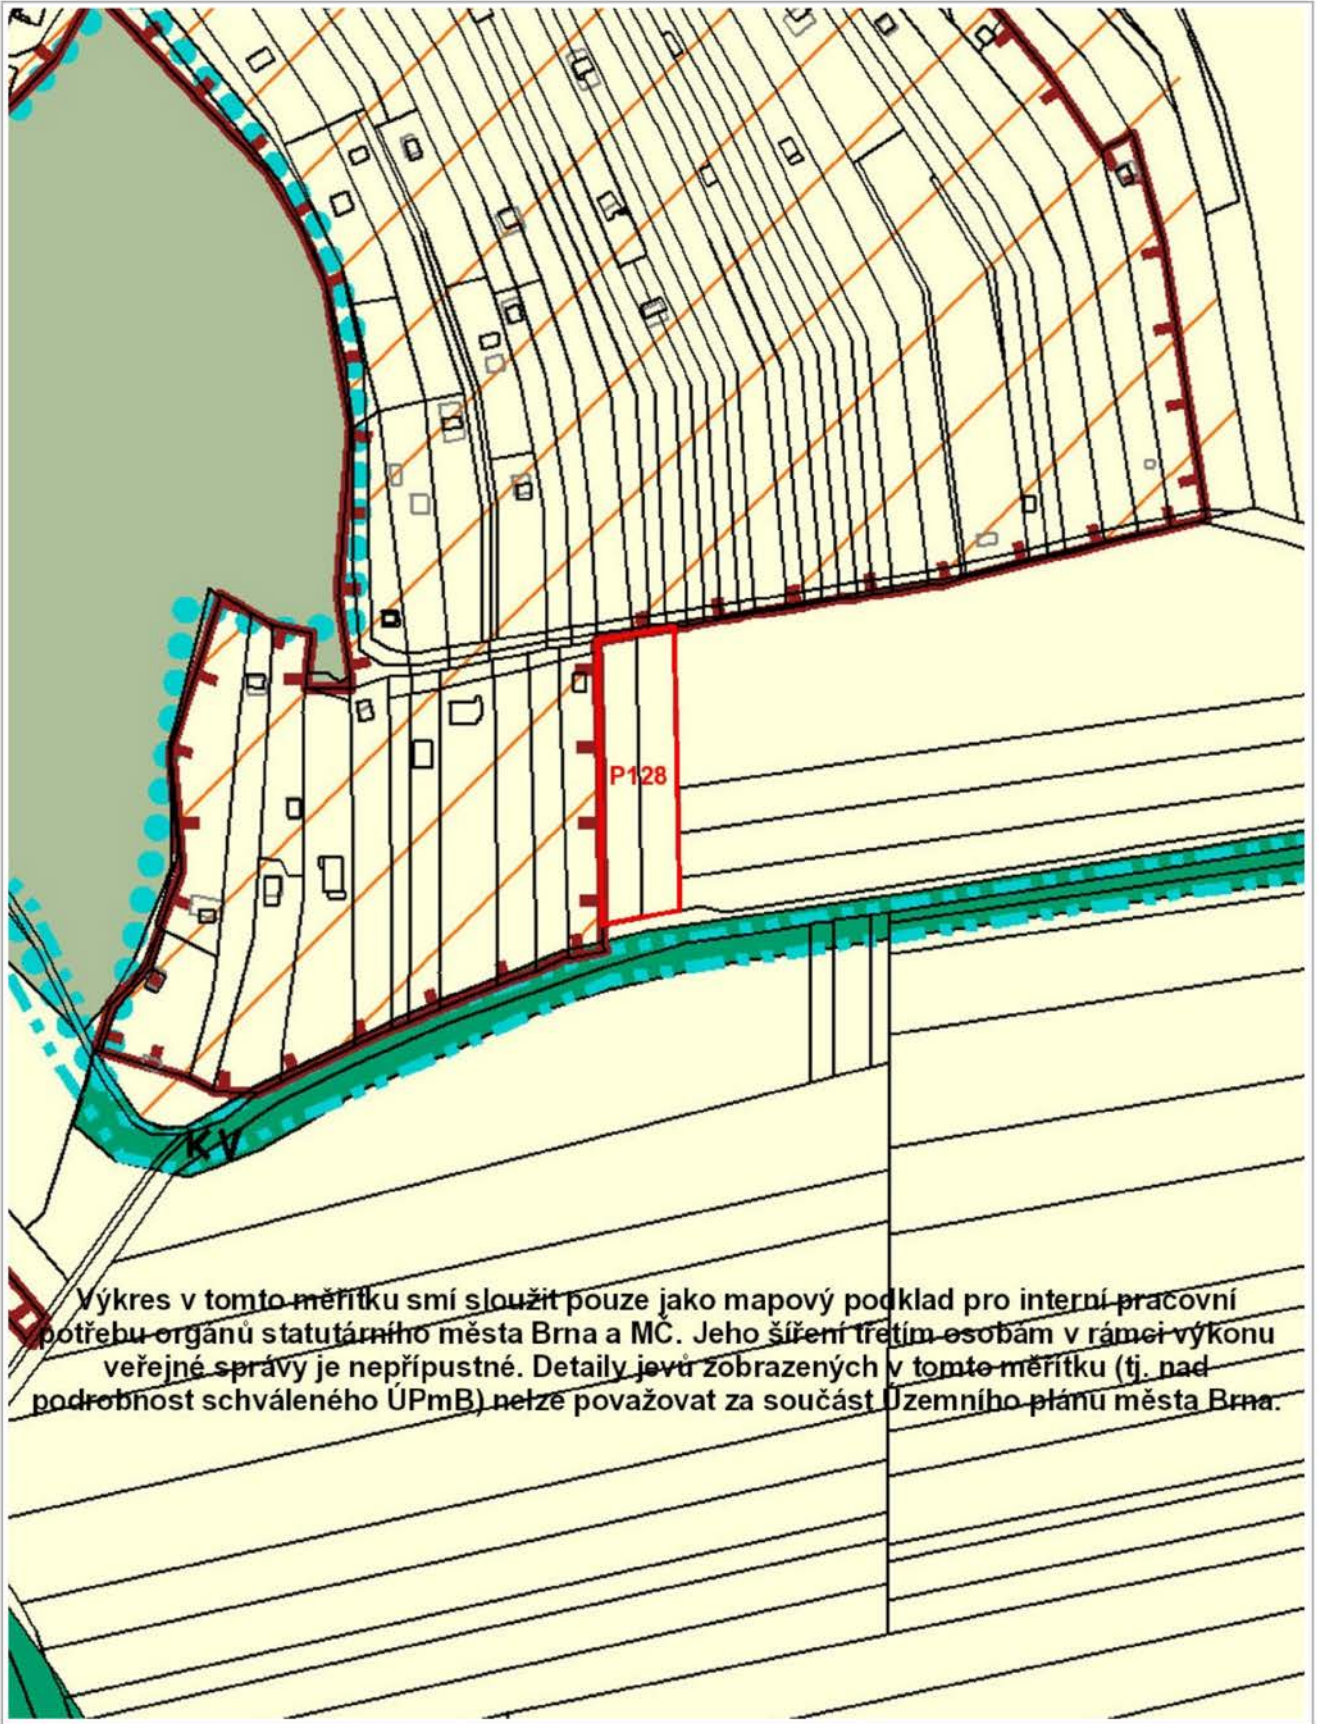 P128
KV
Výkres v tomto měřítku smí sloužit pouze jako mapový podklad pro interní pracovní
potřebu orgánů statutárního města Brna a MČ. Jeho šíření třetím osobám v rámci výkonu
veřejné správy je nepřípustné. Detaily jevů zobrazených v tomto měřítku (tj. nad
podrobnost schváleného ÚPmB) nelze považovat za součást Územního plánu města Brna.